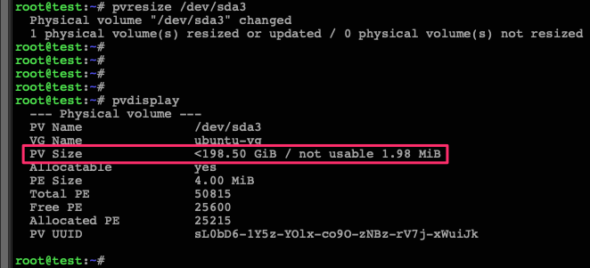 root@test:~# pvresize /dev/sda3
Physical volume "/dev/sda3" changed
1 physical volume(s) resized or updated / 0 physical volume(s) not resized
root@test:~#
root@test:~#
root@test:~#
root@test:~#
root@test:~# pvdisplay
--- Physical volume ---
PV Name /dev/sda3
VG Name ubuntu-vg
PV Size <198.50 GiB / not usable 1.98 MiB
Allocatable yes
PE Size 4.00 MiB
Total PE 50815
Free PE 25600
Allocated PE 25215
PV UUID sL0bD6-1Y5z-YOlx-co9O-zNBz-rV7j-xWuiJk
root@test:~#